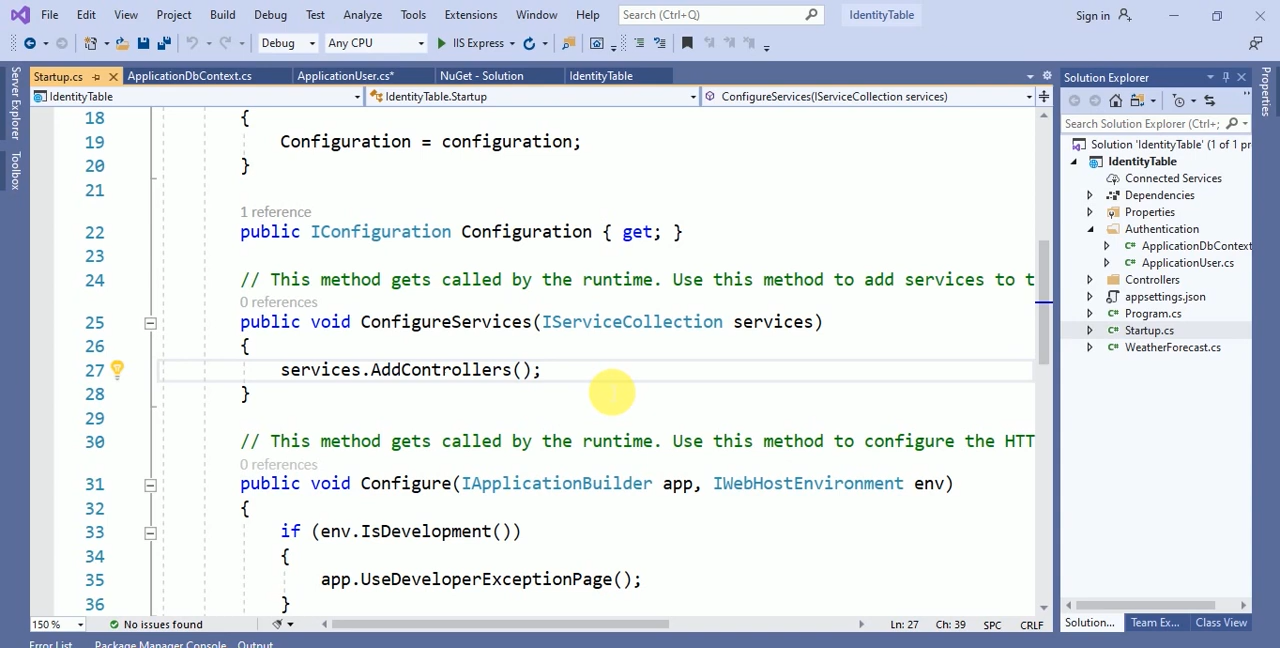 File Edit View Project Build Debug Test Analyze Tools Extensions Window Help Search (Ctrl+Q) IdentityTable Sign in
Debug Any CPU IIS Express
Startup.cs ApplicationDbContext.cs ApplicationUser.cs* NuGet - Solution IdentityTable
IdentityTable IdentityTable.Startup ConfigureServices(IServiceCollection services)
Server Explorer
Toolbox
18 {
19 Configuration = configuration;
20 }
21
1 reference
22 public IConfiguration Configuration { get; }
23
24 // This method gets called by the runtime. Use this method to add services to t
0 references
25 public void ConfigureServices(IServiceCollection services)
26 {
27 services.AddControllers();
28 }
29
30 // This method gets called by the runtime. Use this method to configure the HTT
0 references
31 public void Configure(IApplicationBuilder app, IWebHostEnvironment env)
32 {
33 if (env.IsDevelopment())
34 {
35 app.UseDeveloperExceptionPage();
36 }
150 % No issues found Ln: 27 Ch: 39 SPC CRLF
Error List Package Manager Console Output
Solution Explorer
Search Solution Explorer (Ctrl+;
Solution 'IdentityTable' (1 of 1 pr
IdentityTable
Connected Services
Dependencies
Properties
Authentication
ApplicationDbContext
ApplicationUser.cs
Controllers
appsettings.json
Program.cs
Startup.cs
WeatherForecast.cs
Solution... Team Ex... Class View
Properties